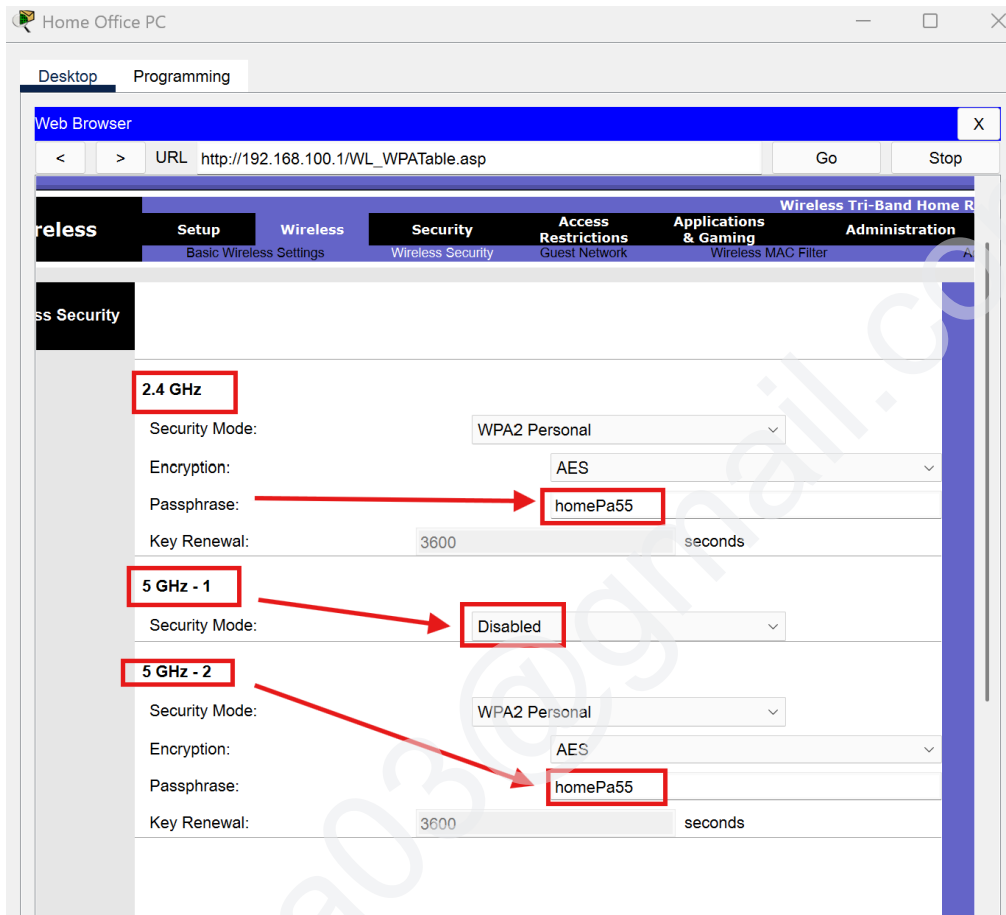 Home Office PC
Desktop Programming
Web Browser X
< > URL http://192.168.100.1/WL_WPATable.asp Go Stop
Wireless Tri-Band Home R
reless Setup Wireless Security Access Restrictions Applications & Gaming Administration
Basic Wireless Settings Wireless Security Guest Network Wireless MAC Filter A
ss Security
2.4 GHz
Security Mode: WPA2 Personal
Encryption: AES
Passphrase: homePa55
Key Renewal: 3600 seconds
5 GHz - 1
Security Mode: Disabled
5 GHz - 2
Security Mode: WPA2 Personal
Encryption: AES
Passphrase: homePa55
Key Renewal: 3600 seconds
a03@gmail.co